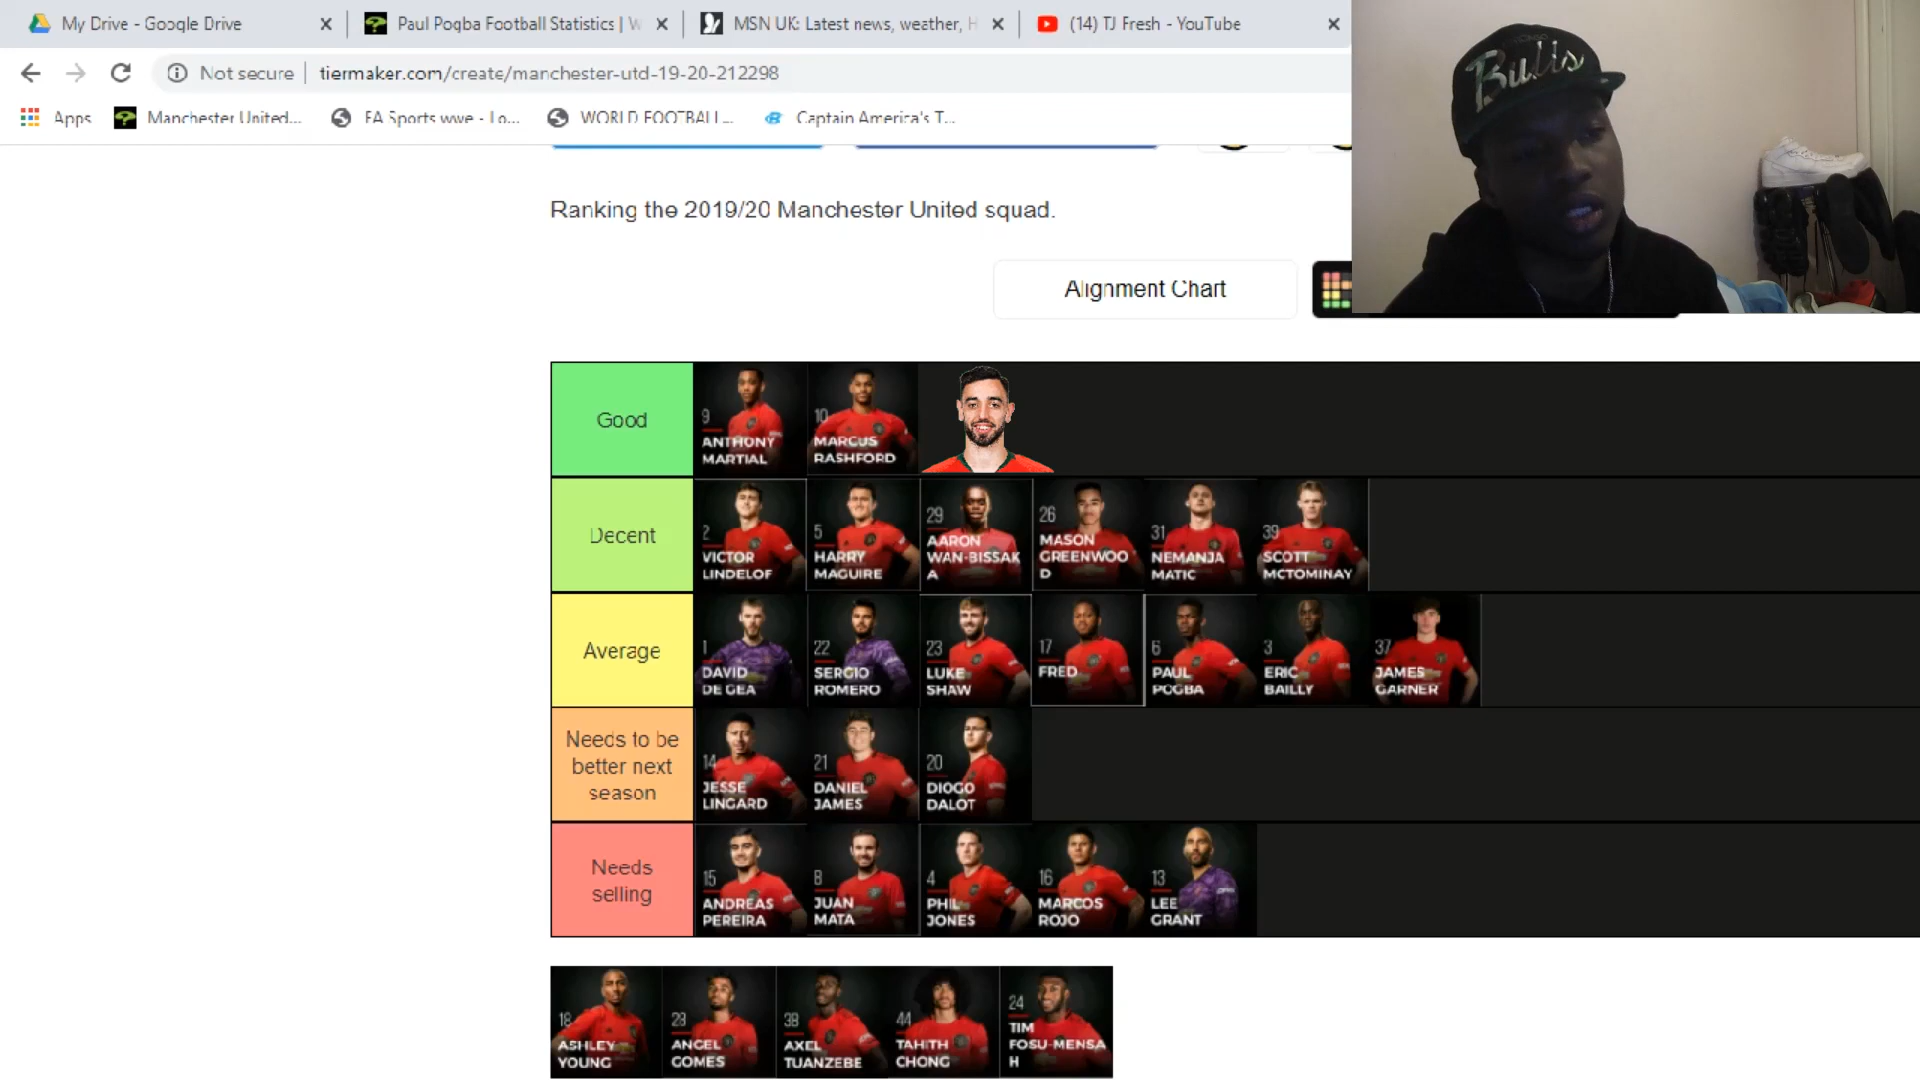 My Drive - Google Drive
Paul Pogba Football Statistics | W
MSN UK: Latest news, weather, H
(14) TJ Fresh - YouTube
Not secure
tiermaker.com/create/manchester-utd-19-20-212298
Apps
Manchester United...
EA Sports wwe - Lo...
WORLD FOOTBALL...
Captain America's T...
Bulls
Ranking the 2019/20 Manchester United squad.
Alignment Chart
Good
9
ANTHONY
MARTIAL
10
MARCUS
RASHFORD
Decent
2
VICTOR
LINDELOF
5
HARRY
MAGUIRE
29
AARON
WAN-BISSAK
A
26
MASON
GREENWOO
D
31
NEMANJA
MATIC
39
SCOTT
MCTOMINAY
Average
1
DAVID
DE GEA
22
SERGIO
ROMERO
23
LUKE
SHAW
17
FRED
6
PAUL
POGBA
3
ERIC
BAILLY
37
JAMES
GARNER
Needs to be
better next
season
14
JESSE
LINGARD
21
DANIEL
JAMES
20
DIOGO
DALOT
Needs
selling
15
ANDREAS
PEREIRA
8
JUAN
MATA
4
PHIL
JONES
16
MARCOS
ROJO
13
LEE
GRANT
18
ASHLEY
YOUNG
28
ANGEL
GOMES
38
AXEL
TUANZEBE
44
TAHITH
CHONG
24
TIM
FOSU-MENSA
H